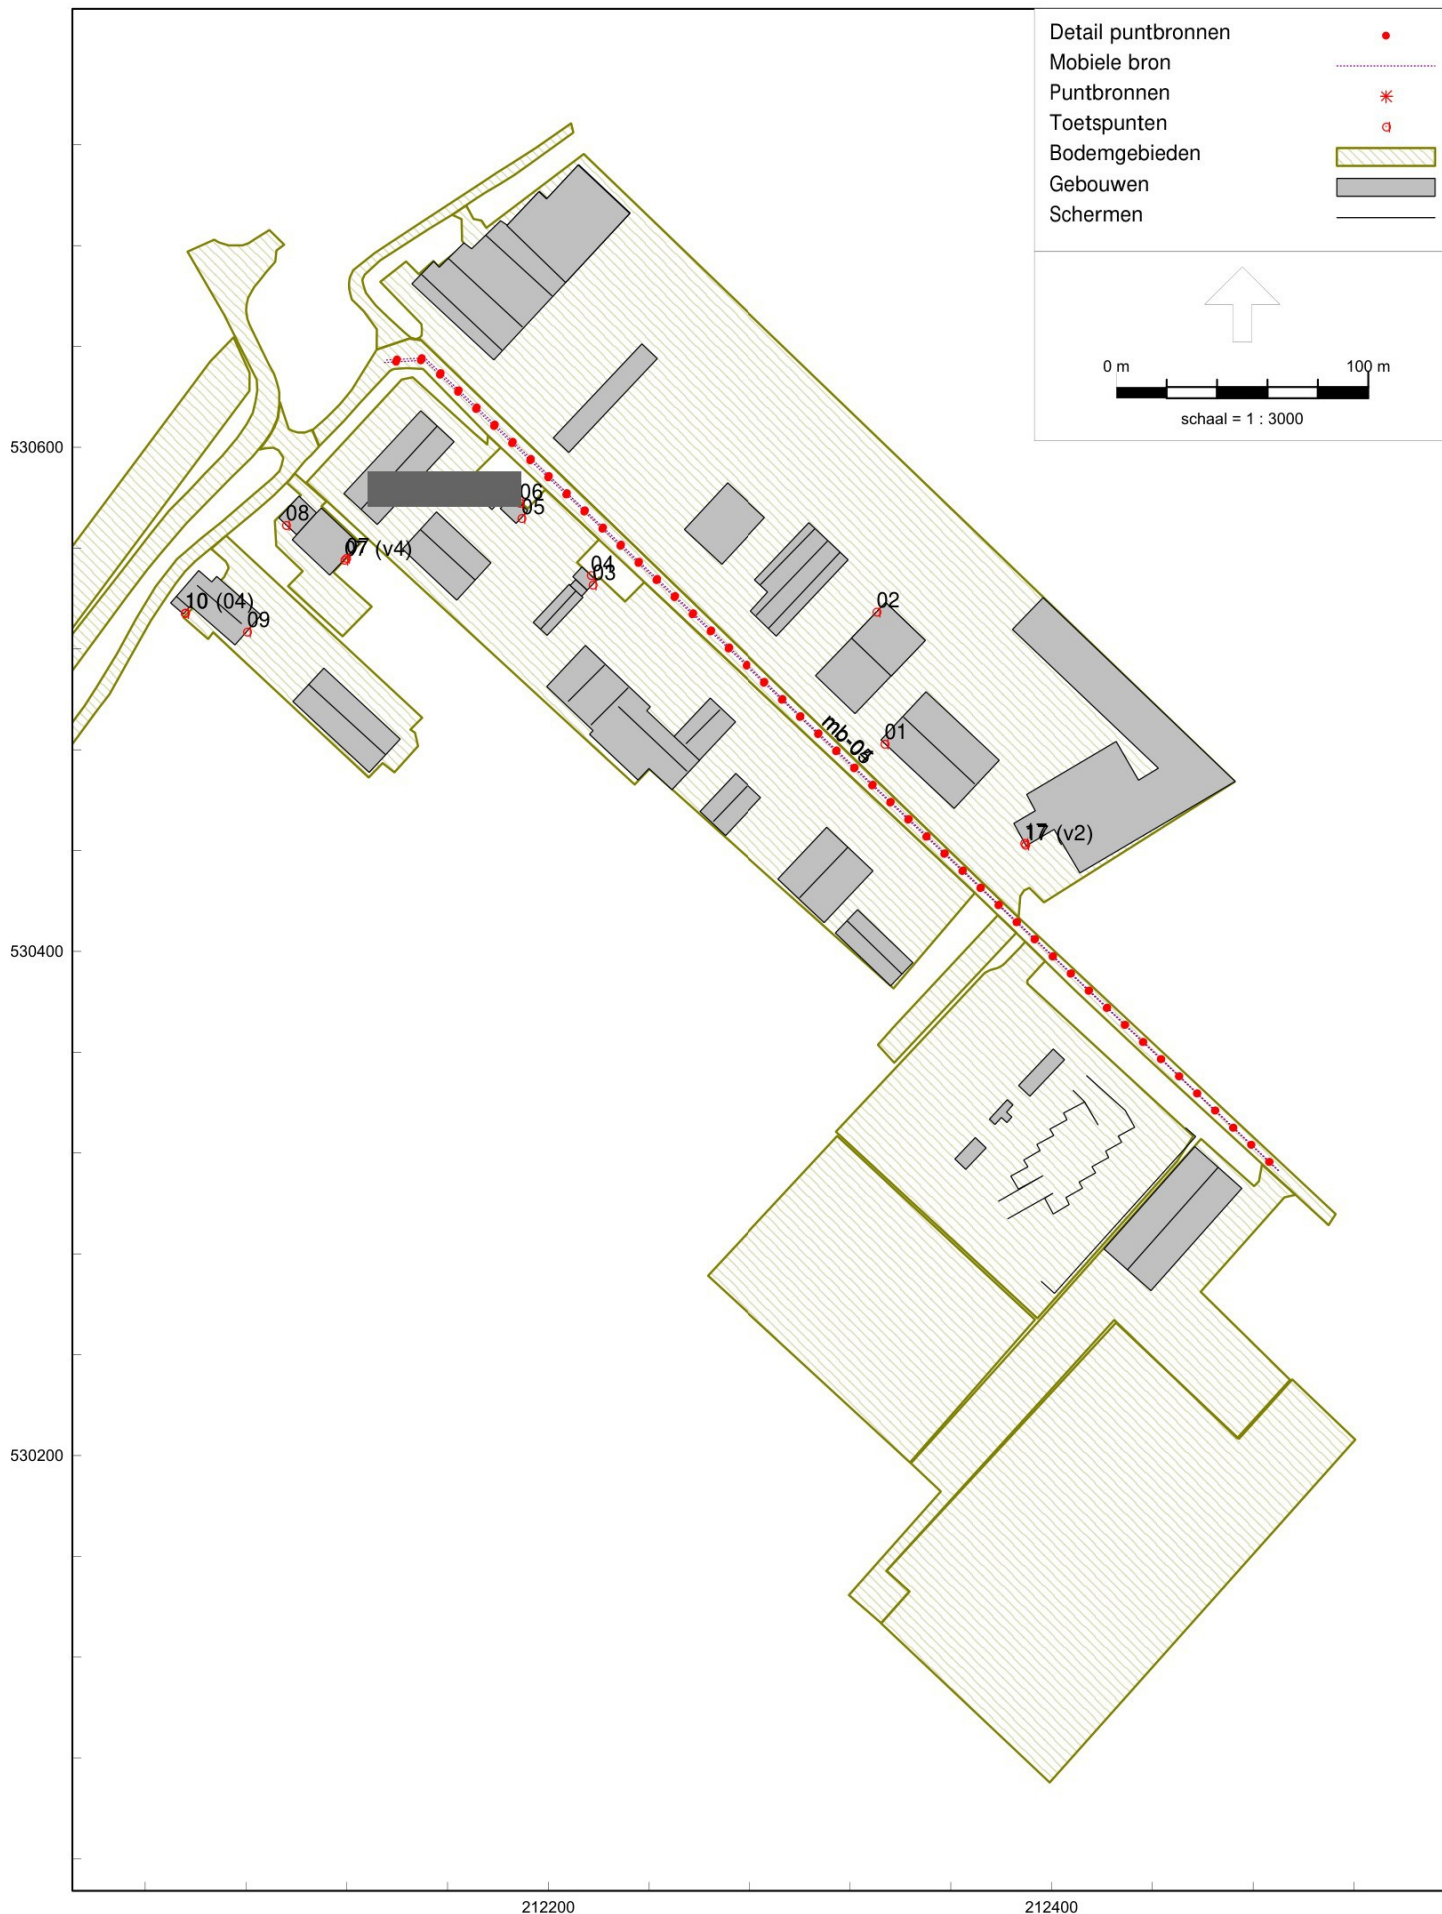 Detail puntbronnen
Mobiele bron
Puntbronnen
Toetspunten
Bodemgebieden
Gebouwen
Schermen
0 m 100 m
schaal = 1 : 3000
530600
06
05
08
07 (v4)
04
03
10 (04)
09
02
01
17 (v2)
530400
530200
212200 212400